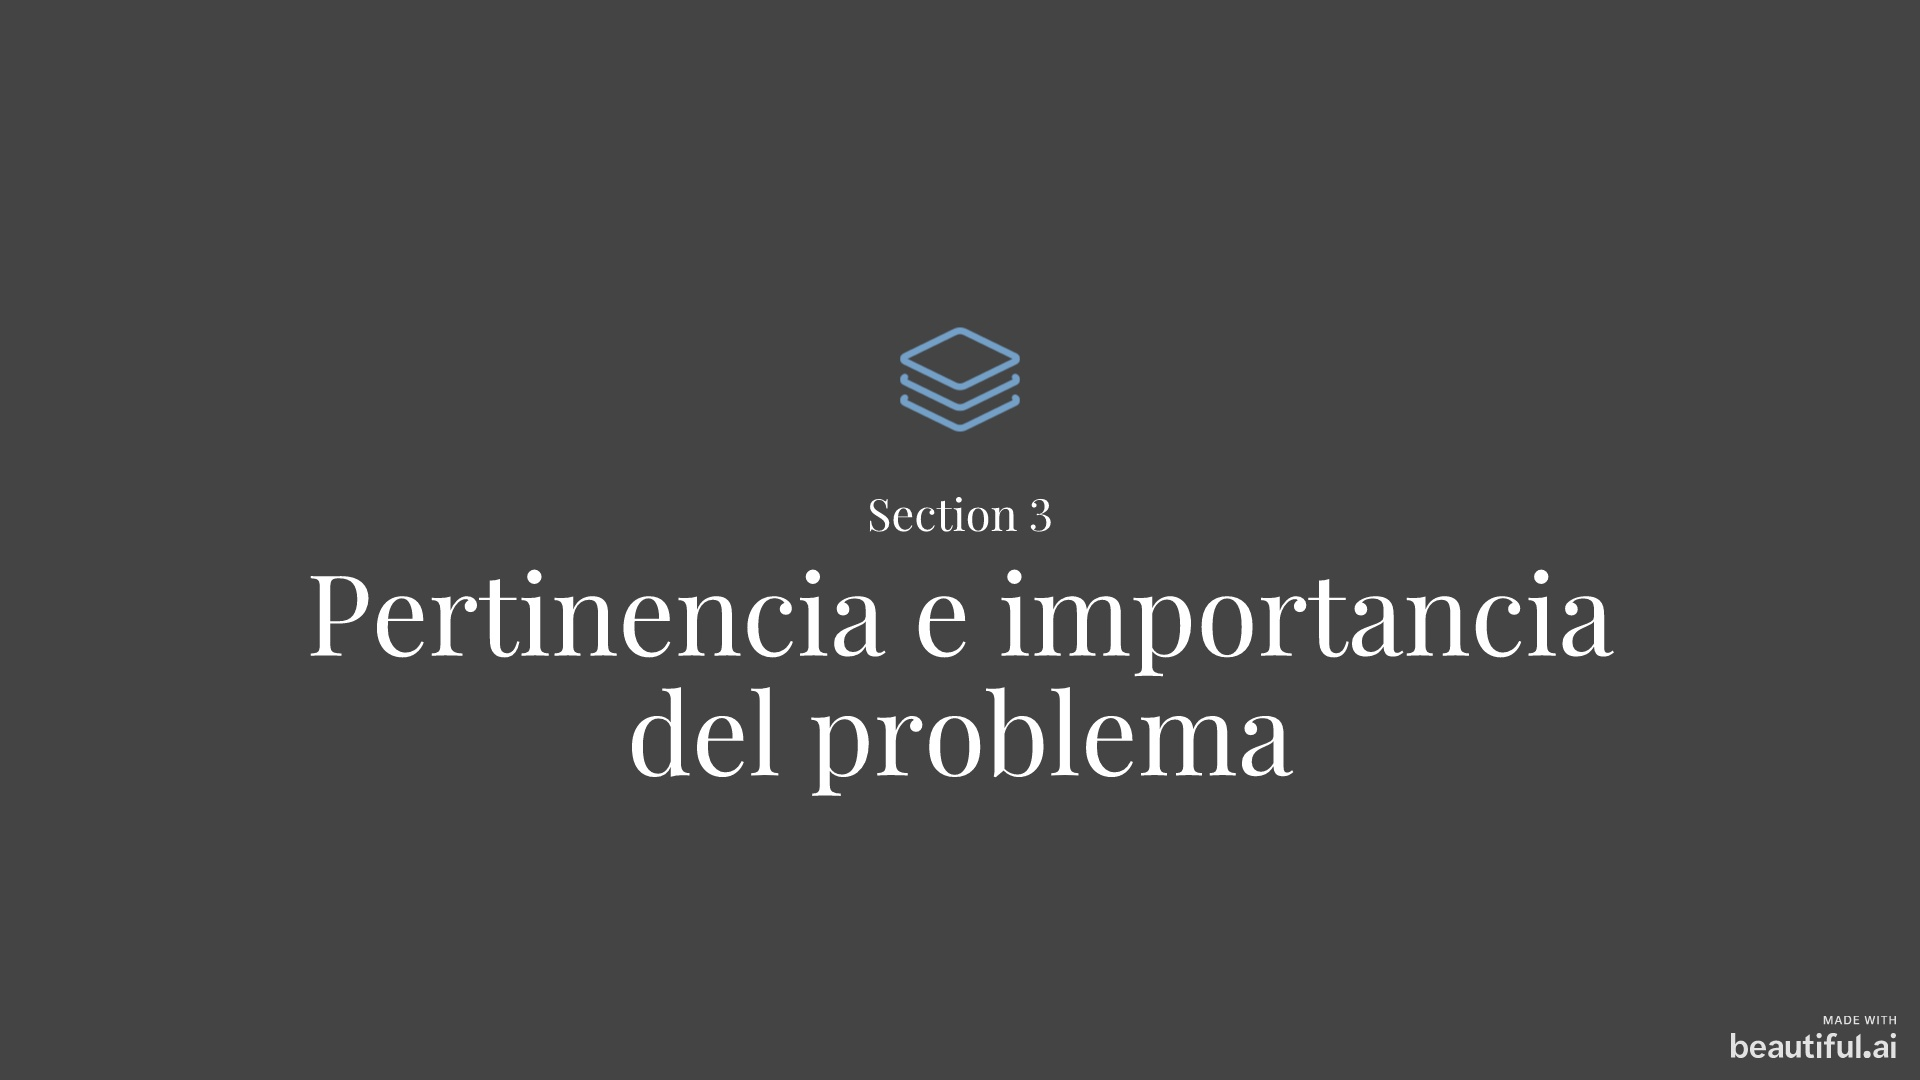 Section 3
Pertinencia e importancia
del problema
MADE WITH
beautiful.ai